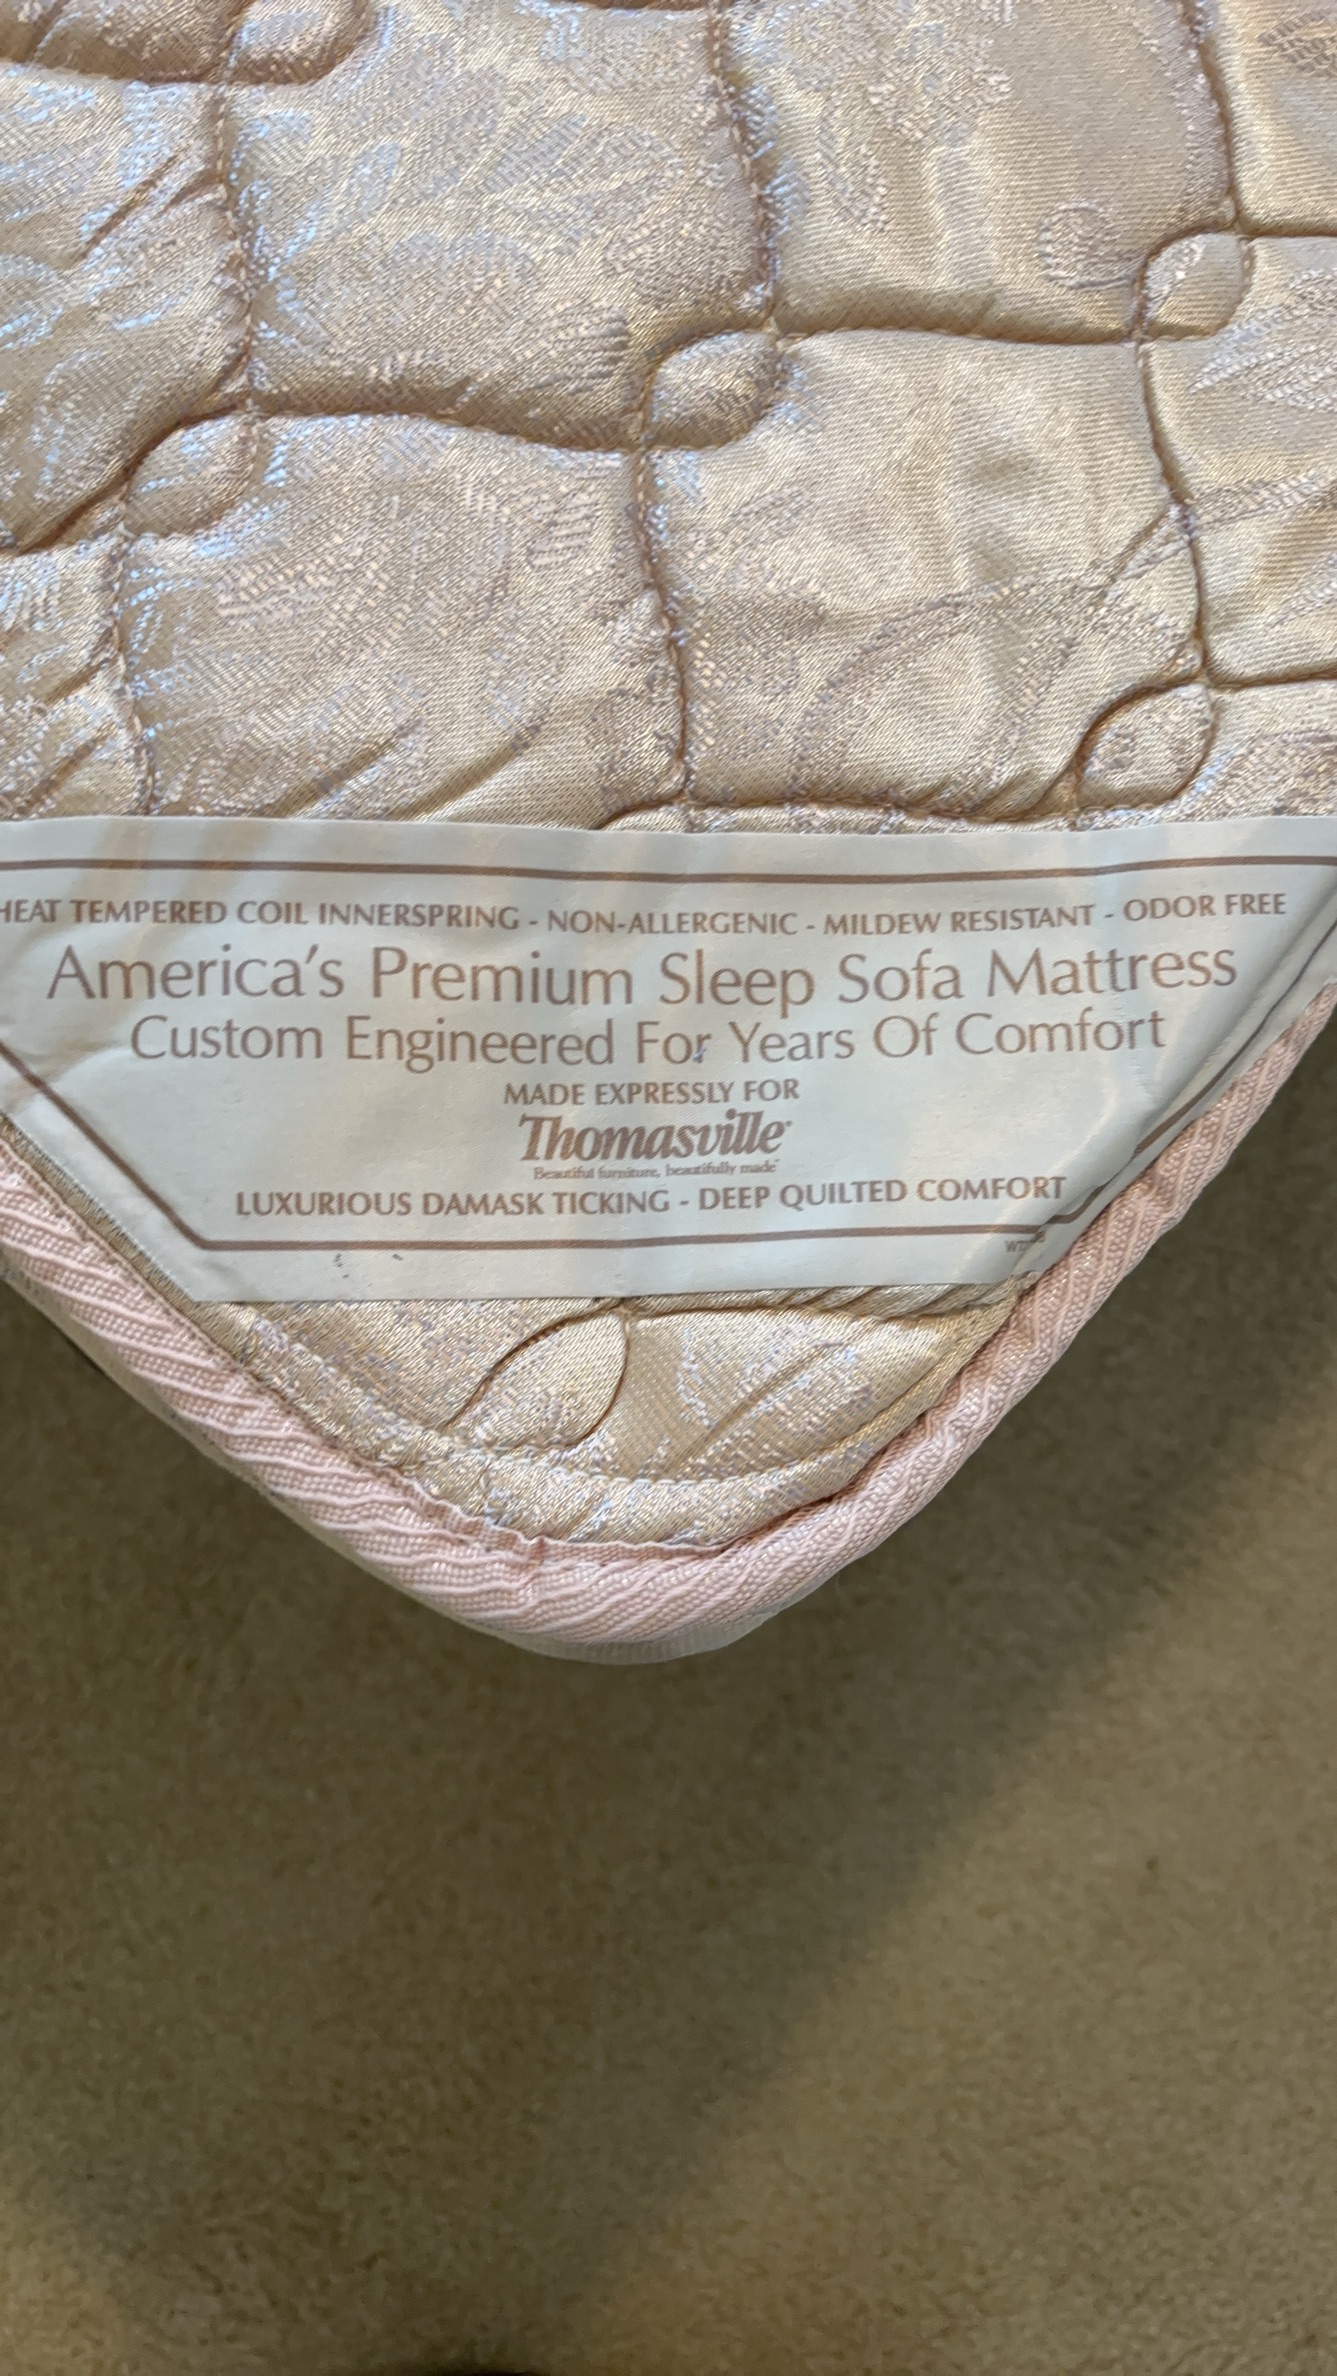 HEAT TEMPERED COIL INNERSPRING - NON-ALLERGENIC - MILDEW RESISTANT - ODOR FREE
America's Premium Sleep Sofa Mattress
Custom Engineered For Years Of Comfort
MADE EXPRESSLY FOR
Thomasville
Beautiful furniture, beautifully made
LUXURIOUS DAMASK TICKING - DEEP QUILTED COMFORT